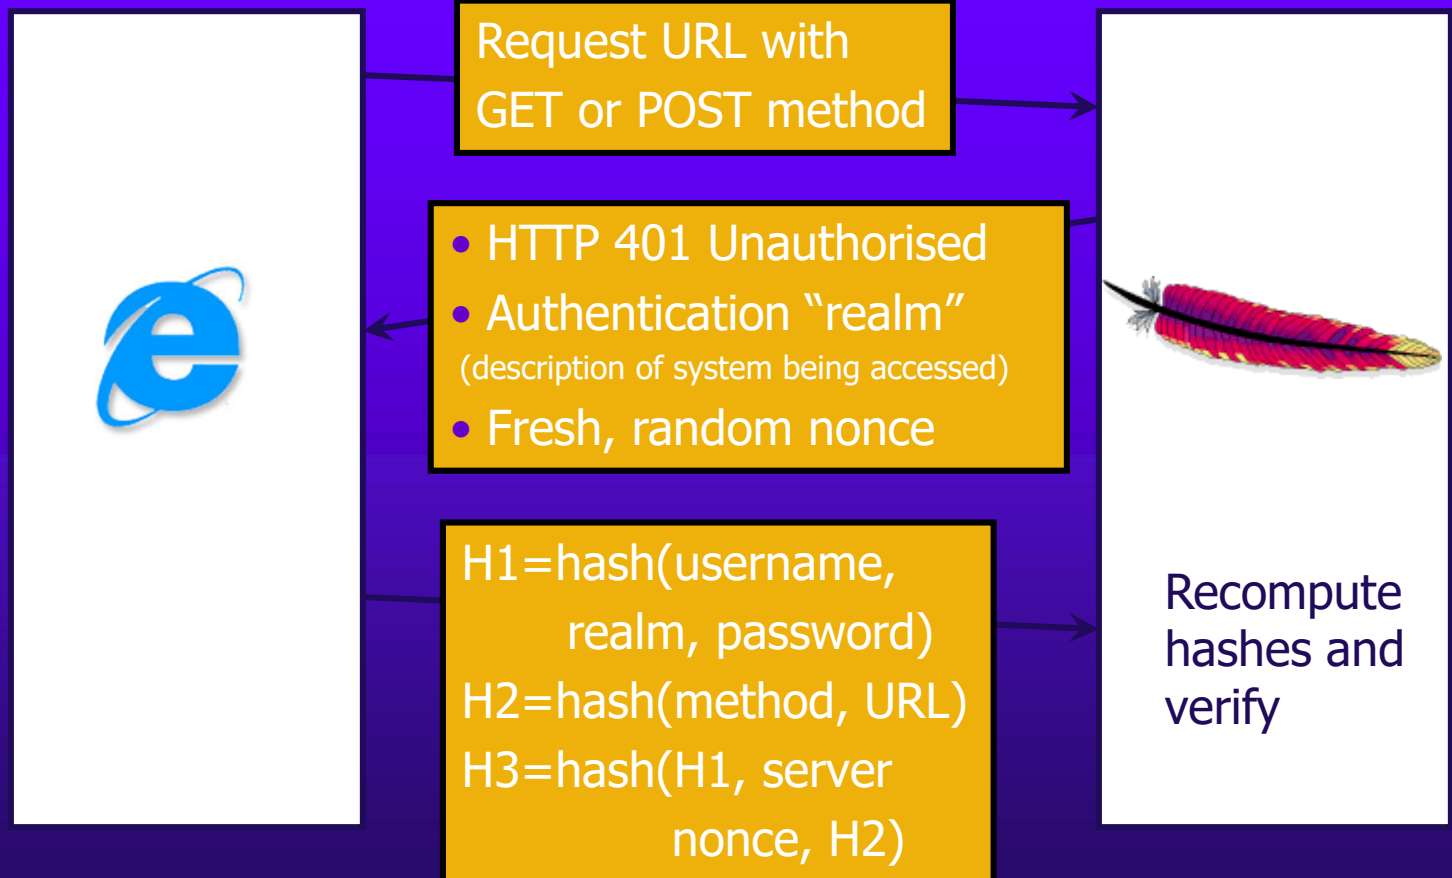 Request URL with
GET or POST method
• HTTP 401 Unauthorised
• Authentication “realm”
(description of system being accessed)
• Fresh, random nonce
H1=hash(username,
realm, password)
H2=hash(method, URL)
H3=hash(H1, server
nonce, H2)
Recompute
hashes and
verify